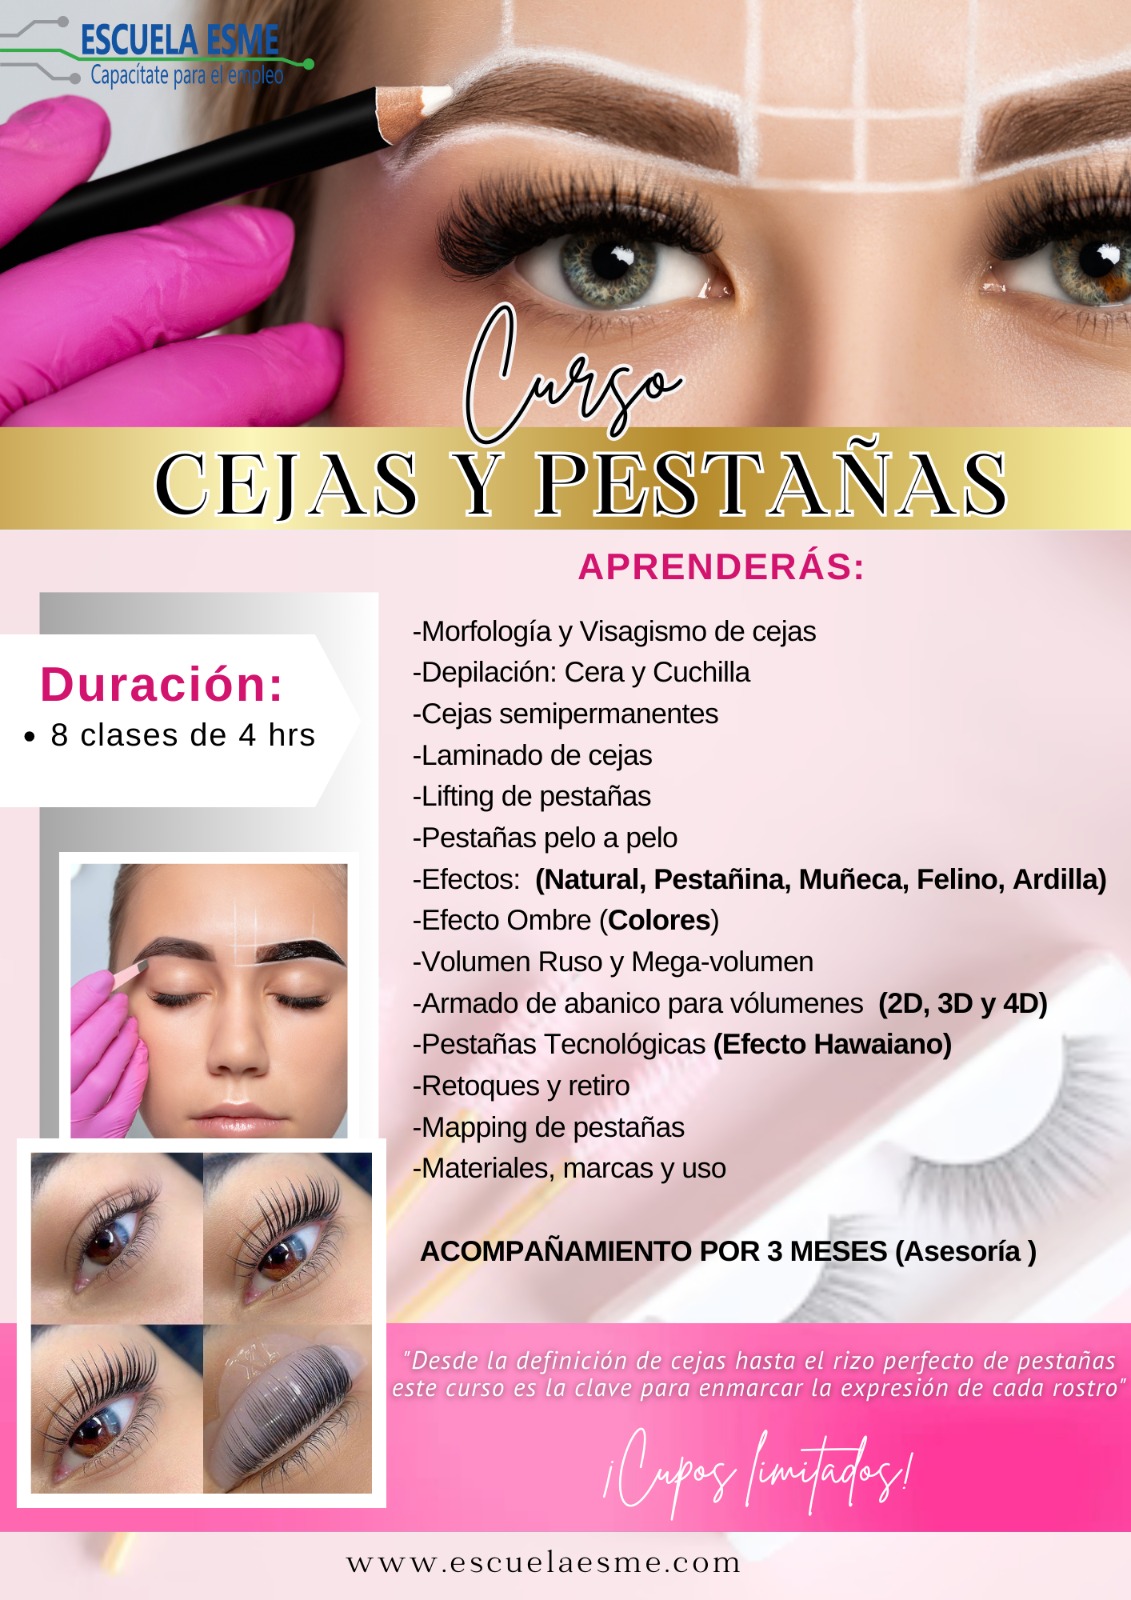 ESCUELA ESME
Capacítate para el empleo
Curso
CEJAS Y PESTAÑAS
APRENDERÁS:
Duración:
• 8 clases de 4 hrs
-Morfología y Visagismo de cejas
-Depilación: Cera y Cuchilla
-Cejas semipermanentes
-Laminado de cejas
-Lifting de pestañas
-Pestañas pelo a pelo
-Efectos: (Natural, Pestañina, Muñeca, Felino, Ardilla)
-Efecto Ombre (Colores)
-Volumen Ruso y Mega-volumen
-Armado de abanico para vólumenes (2D, 3D y 4D)
-Pestañas Tecnológicas (Efecto Hawaiano)
-Retoques y retiro
-Mapping de pestañas
-Materiales, marcas y uso
ACOMPAÑAMIENTO POR 3 MESES (Asesoría )
"Desde la definición de cejas hasta el rizo perfecto de pestañas
este curso es la clave para enmarcar la expresión de cada rostro"
¡Cupos limitados!
www.escuelaesme.com